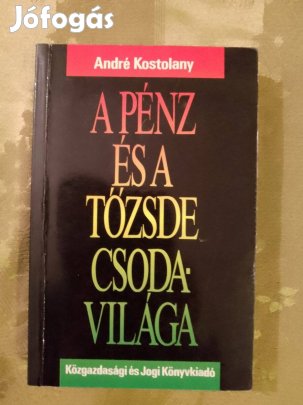 Jófogás
André Kostolany
A PÉNZ
ÉS A
TŐZSDE
CSODA-
VILÁGA
Közgazdasági és Jogi Könyvkiadó